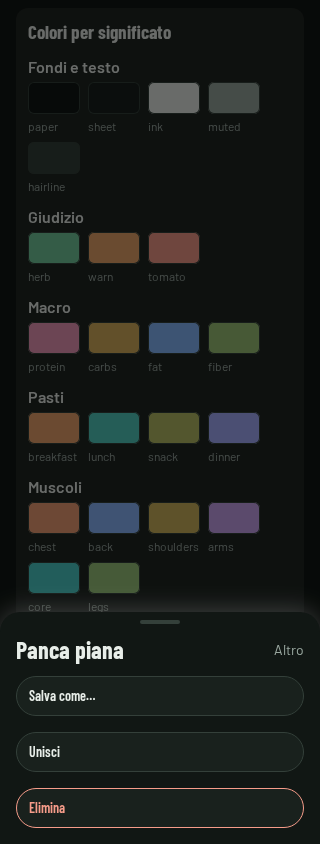 Colori per significato
Fondi e testo
paper sheet ink muted
hairline
Giudizio
herb warn tomato
Macro
protein carbs fat fiber
Pasti
breakfast lunch snack dinner
Muscoli
chest back shoulders arms
core legs
Panca piana Altro
Salva come...
Unisci
Elimina